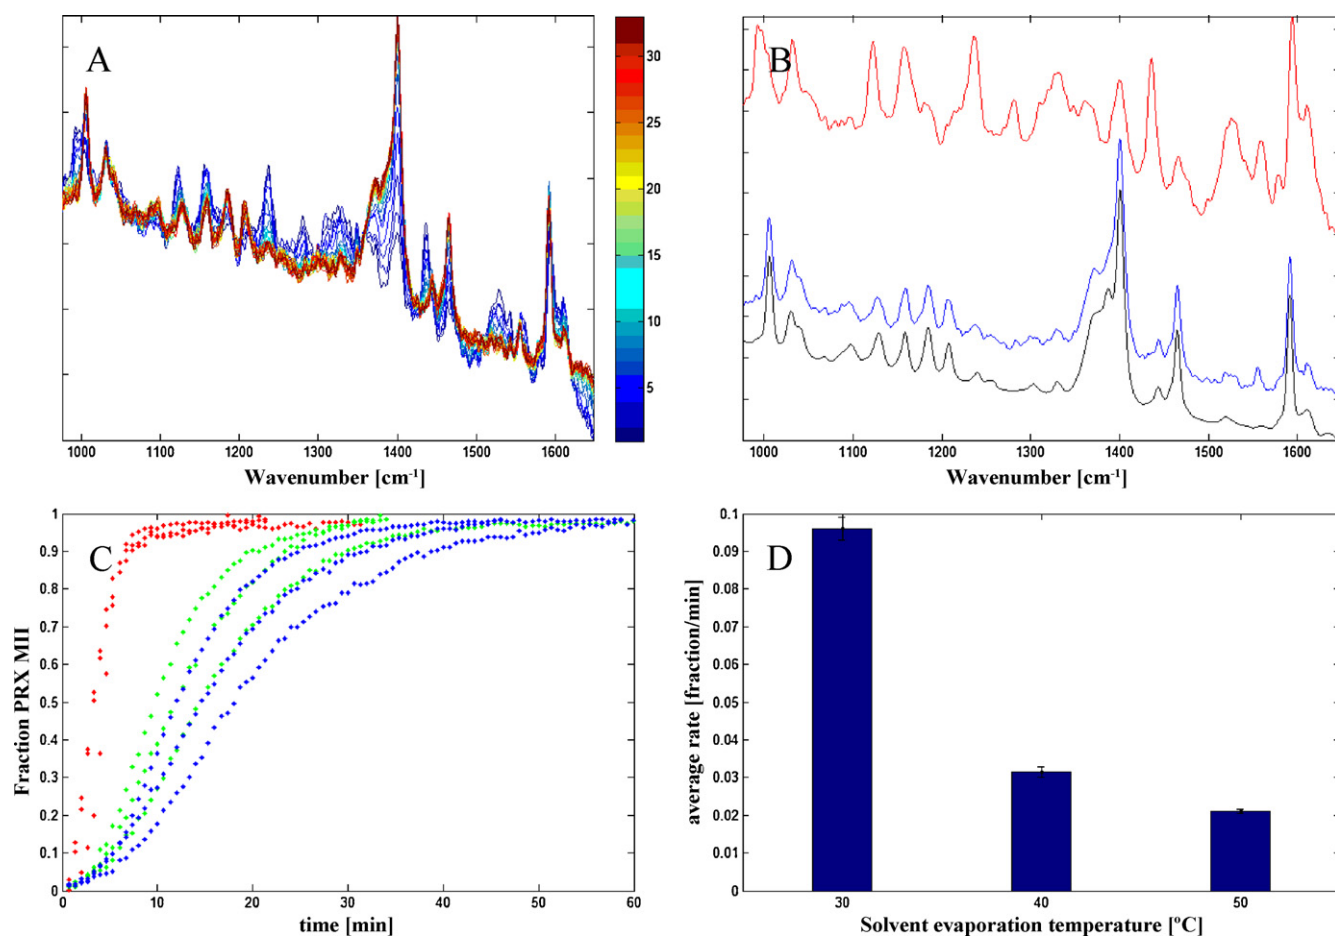 A
30
25
20
15
10
5
1000 1100 1200 1300 1400 1500 1600
Wavenumber [cm⁻¹]
B
1000 1100 1200 1300 1400 1500 1600
Wavenumber [cm⁻¹]
C
1
0.9
0.8
0.7
0.6
0.5
0.4
0.3
0.2
0.1
0
0 10 20 30 40 50 60
Fraction PRX MII
time [min]
D
0.1
0.09
0.08
0.07
0.06
0.05
0.04
0.03
0.02
0.01
0
30 40 50
average rate [fraction/min]
Solvent evaporation temperature [°C]